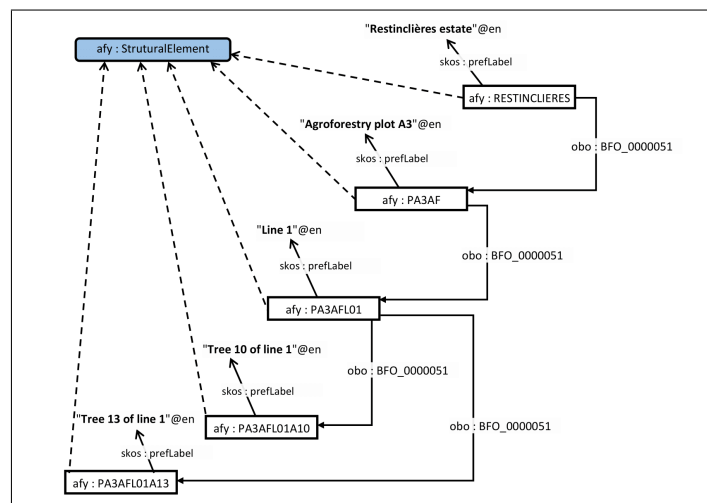 "Restinclières estate"@en
afy : StruturalElement
skos : prefLabel
afy : RESTINCLIERES
"Agroforestry plot A3"@en
obo : BFO_0000051
skos : prefLabel
afy : PA3AF
"Line 1"@en
obo : BFO_0000051
skos : prefLabel
afy : PA3AFL01
"Tree 10 of line 1"@en
obo : BFO_0000051
skos : prefLabel
"Tree 13 of line 1"@en
afy : PA3AFL01A10
obo : BFO_0000051
skos : prefLabel
afy : PA3AFL01A13